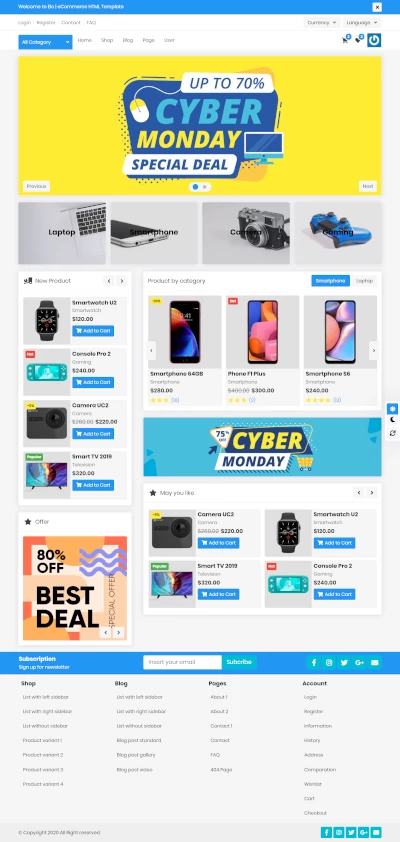 Welcome to Bs | eCommerce HTML Template
Login Register Contact FAQ
Currency Language
All Category Home Shop Blog Page User
UP TO 70%
CYBER
MONDAY
SPECIAL DEAL
Previous Next
Laptop Smartphone Camera Gaming
New Product
Smartwatch U2
Smartwatch
$120.00
Add to Cart
Hot
Console Pro 2
Gaming
$240.00
Add to Cart
Camera UC2
Camera
$260.00 $220.00
Add to Cart
Popular
Smart TV 2019
Television
$320.00
Add to Cart
Offer
80%
OFF
BEST
DEAL
SPECIAL OFFER
Product by category Smartphone Laptop
Hot
Smartphone 64GB Phone F1 Plus Smartphone S6
Smartphone Smartphone Smartphone
$280.00 $400.00 $300.00 $240.00
75%
CYBER
MONDAY
May you like
Camera UC2 Smartwatch U2
Camera Smartwatch
$260.00 $220.00 $120.00
Add to Cart Add to Cart
Popular Hot
Smart TV 2019 Console Pro 2
Television Gaming
$320.00 $240.00
Add to Cart Add to Cart
Subscription
Sign up for newsletter
Insert your email Subcribe
Shop Blog Pages Account
List with left sidebar List with left sidebar About 1 Login
List with right sidebar List with right sidebar About 2 Register
List without sidebar List without sidebar Contact 1 Information
Product variant 1 Blog post standard Contact History
Product variant 2 Blog post gallery FAQ Address
Product variant 3 Blog post video 404 Page Comparation
Product variant 4 Wishlist
Cart
Checkout
© Copyright 2020 All Right reserved